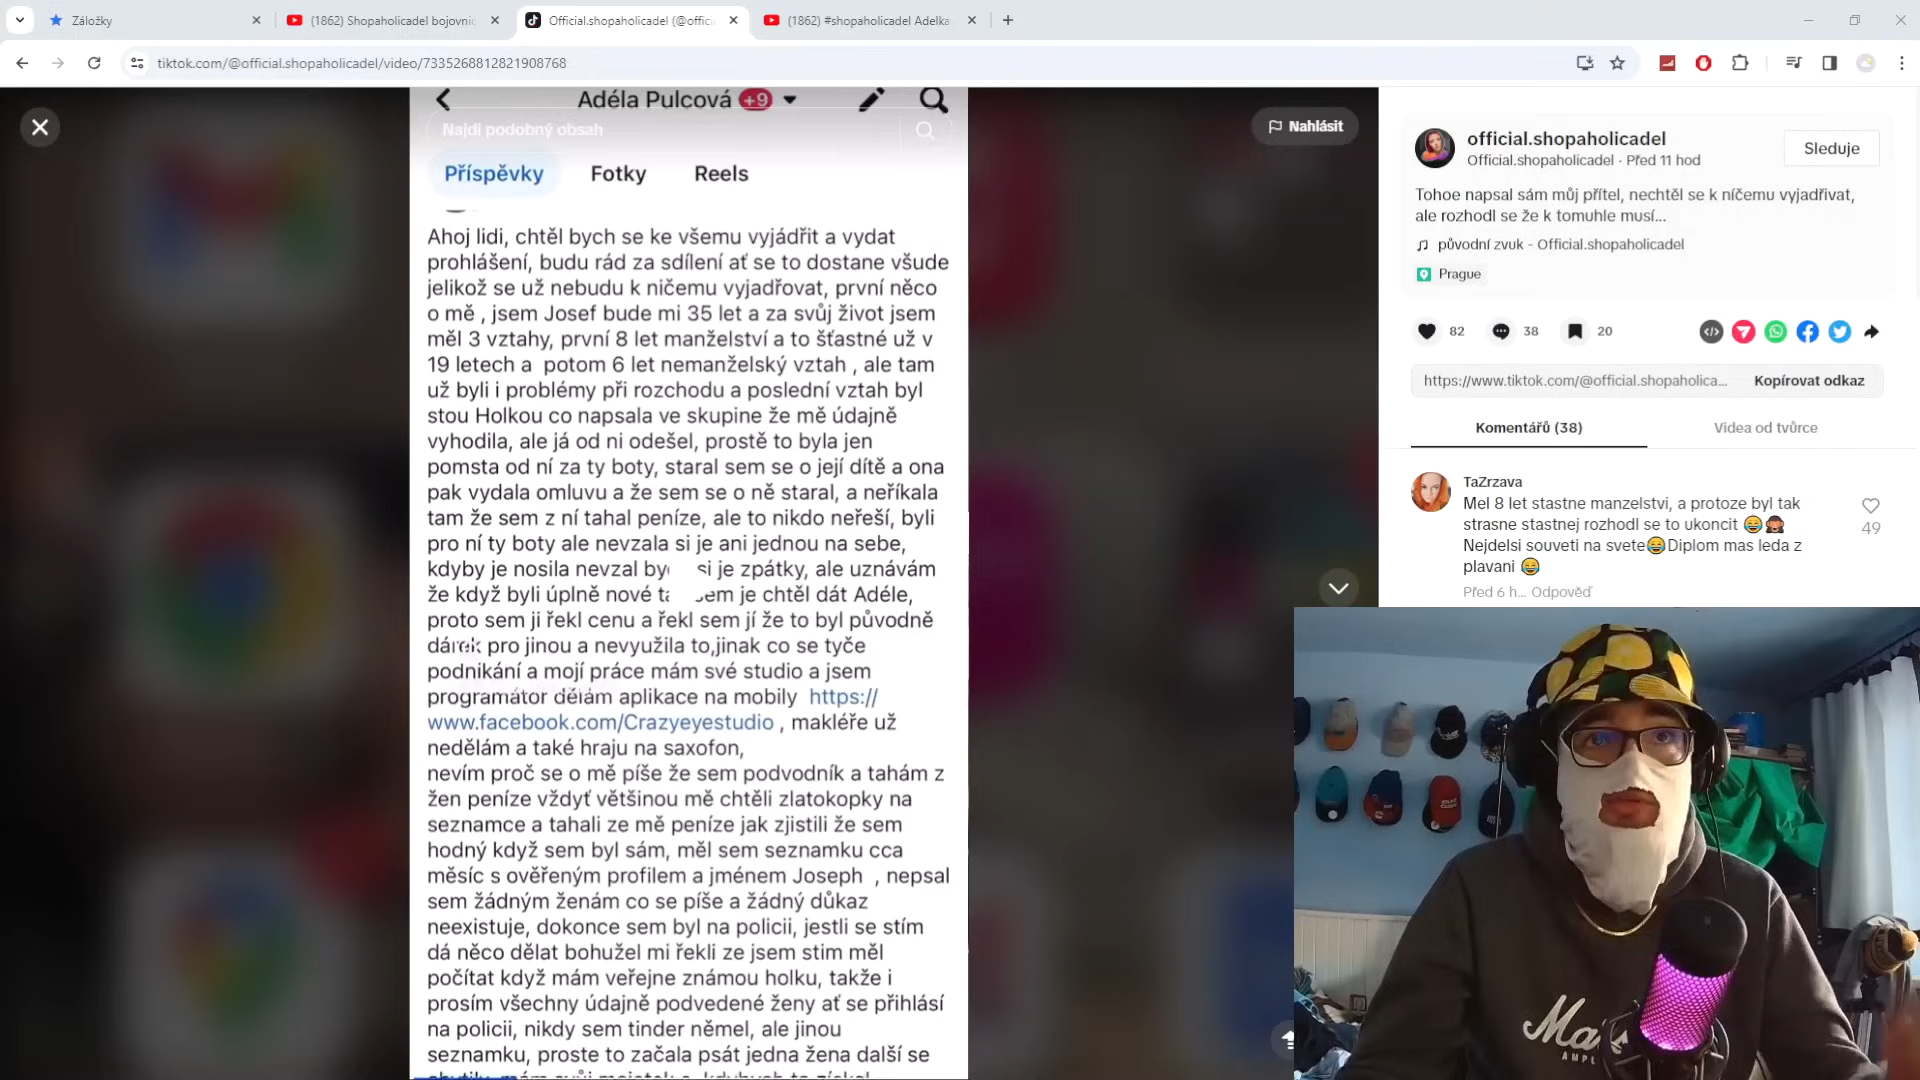 Záložky
(1862) Shopaholicadel bojovnic
Official.shopaholicadel (@offici
(1862) #shopaholicadel Adelka
tiktok.com/@official.shopaholicadel/video/7335268812821908768
Adéla Pulcová +9
Najdi podobný obsah
Nahlásit
Příspěvky Fotky Reels
Ahoj lidi, chtěl bych se ke všemu vyjádřit a vydat
prohlášení, budu rád za sdílení ať se to dostane všude
jelikož se už nebudu k ničemu vyjadřovat, první něco
o mě , jsem Josef bude mi 35 let a za svůj život jsem
měl 3 vztahy, první 8 let manželství a to šťastné už v
19 letech a potom 6 let nemanželský vztah , ale tam
už byli i problémy při rozchodu a poslední vztah byl
stou Holkou co napsala ve skupine že mě údajně
vyhodila, ale já od ni odešel, prostě to byla jen
pomsta od ní za ty boty, staral sem se o její dítě a ona
pak vydala omluvu a že sem se o ně staral, a neříkala
tam že sem z ní tahal peníze, ale to nikdo neřeší, byli
pro ní ty boty ale nevzala si je ani jednou na sebe,
kdyby je nosila nevzal si je zpátky, ale uznávám
že když byli úplně nové je chtěl dát Adéle,
proto sem ji řekl cenu a řekl sem jí že to byl původně
dárek pro jinou a nevyužila to,jinak co se tyče
podnikání a mojí práce mám své studio a jsem
programátor dělám aplikace na mobily https://
www.facebook.com/Crazyeyestudio , makléře už
nedělám a také hraju na saxofon,
nevím proč se o mě píše že sem podvodník a tahám z
žen peníze vždyť většinou mě chtěli zlatokopky na
seznamce a tahali ze mě peníze jak zjistili že sem
hodný když sem byl sám, měl sem seznamku cca
měsíc s ověřeným profilem a jménem Joseph , nepsal
sem žádným ženám co se píše a žádný důkaz
neexistuje, dokonce sem byl na policii, jestli se stím
dá něco dělat bohužel mi řekli ze jsem stim měl
počítat když mám veřejne známou holku, takže i
prosím všechny údajně podvedené ženy ať se přihlásí
na policii, nikdy sem tinder němel, ale jinou
seznamku, proste to začala psát jedna žena další se
official.shopaholicadel
Official.shopaholicadel · Před 11 hod
Sleduje
Tohoe napsal sám můj přítel, nechtěl se k níčemu vyjadřivat,
ale rozhodl se že k tomuhle musí...
původní zvuk - Official.shopaholicadel
Prague
82 38 20
https://www.tiktok.com/@official.shopaholica...
Kopírovat odkaz
Komentářů (38)
Videa od tvůrce
TaZrzava
Mel 8 let stastne manzelstvi, a protoze byl tak
strasne stastnej rozhodl se to ukoncit 😂🙊
Nejdelsi souveti na svete😂Diplom mas leda z
plavani 😂
49
Před 6 h... Odpověď